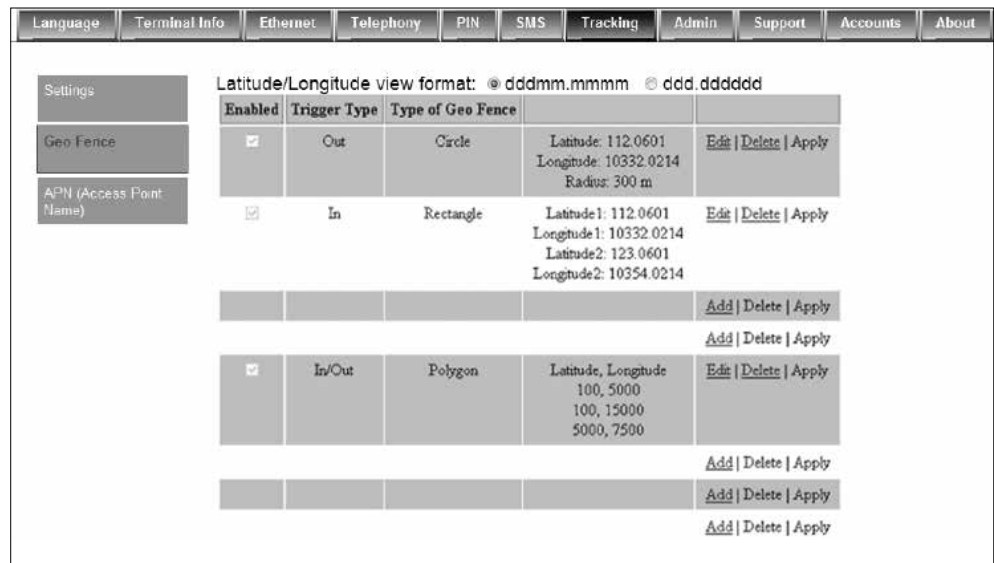 Language Terminal Info Ethernet Telephony PIN SMS Tracking Admin Support Accounts About
Settings
Geo Fence
APN (Access Point
Name)
Latitude/Longitude view format: dddmm.mmmm ddd.dddddd
Enabled Trigger Type Type of Geo Fence
Out Circle Latitude: 112.0601 Edit | Delete | Apply
Longitude: 10332.0214
Radius: 300 m
In Rectangle Latitude1: 112.0601 Edit | Delete | Apply
Longitude1: 10332.0214
Latitude2: 123.0601
Longitude2: 10354.0214
Add | Delete | Apply
Add | Delete | Apply
In/Out Polygon Latitude, Longitude Edit | Delete | Apply
100, 5000
100, 15000
5000, 7500
Add | Delete | Apply
Add | Delete | Apply
Add | Delete | Apply